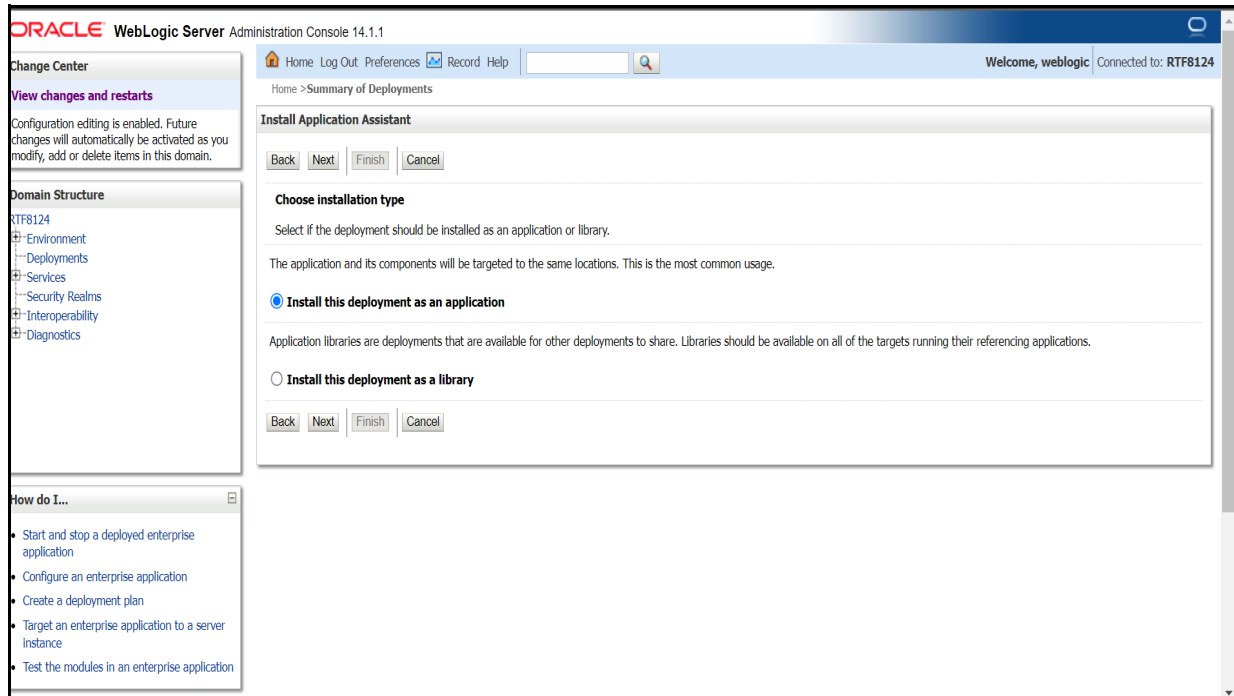 ORACLE WebLogic Server Administration Console 14.1.1
Change Center
View changes and restarts
Configuration editing is enabled. Future
changes will automatically be activated as you
modify, add or delete items in this domain.
Domain Structure
RTF8124
Environment
Deployments
Services
Security Realms
Interoperability
Diagnostics
How do I...
Start and stop a deployed enterprise
application
Configure an enterprise application
Create a deployment plan
Target an enterprise application to a server
instance
Test the modules in an enterprise application
Home Log Out Preferences Record Help
Welcome, weblogic Connected to: RTF8124
Home >Summary of Deployments
Install Application Assistant
Back Next Finish Cancel
Choose installation type
Select if the deployment should be installed as an application or library.
The application and its components will be targeted to the same locations. This is the most common usage.
Install this deployment as an application
Application libraries are deployments that are available for other deployments to share. Libraries should be available on all of the targets running their referencing applications.
Install this deployment as a library
Back Next Finish Cancel